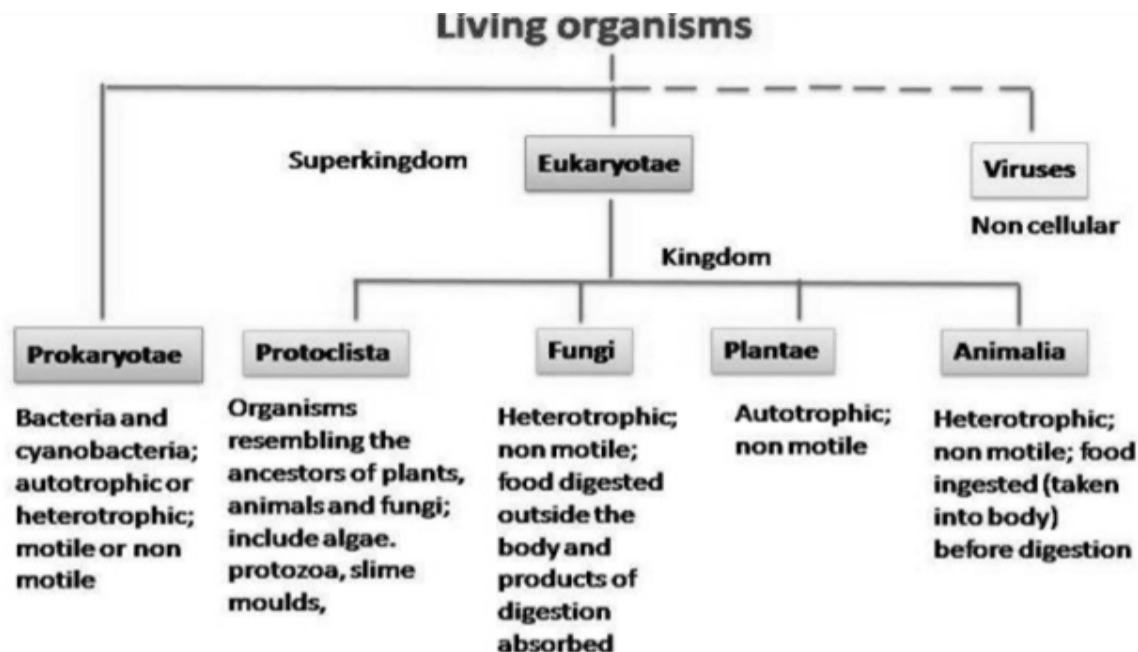 Living organisms
Superkingdom
Eukaryotae
Viruses
Non cellular
Kingdom
Prokaryotae
Protoclista
Fungi
Plantae
Animalia
Bacteria and
cyanobacteria;
autotrophic or
heterotrophic;
motile or non
motile
Organisms
resembling the
ancestors of plants,
animals and fungi;
include algae.
protozoa, slime
moulds,
Heterotrophic;
non motile;
food digested
outside the
body and
products of
digestion
absorbed
Autotrophic;
non motile
Heterotrophic;
non motile; food
ingested (taken
into body)
before digestion